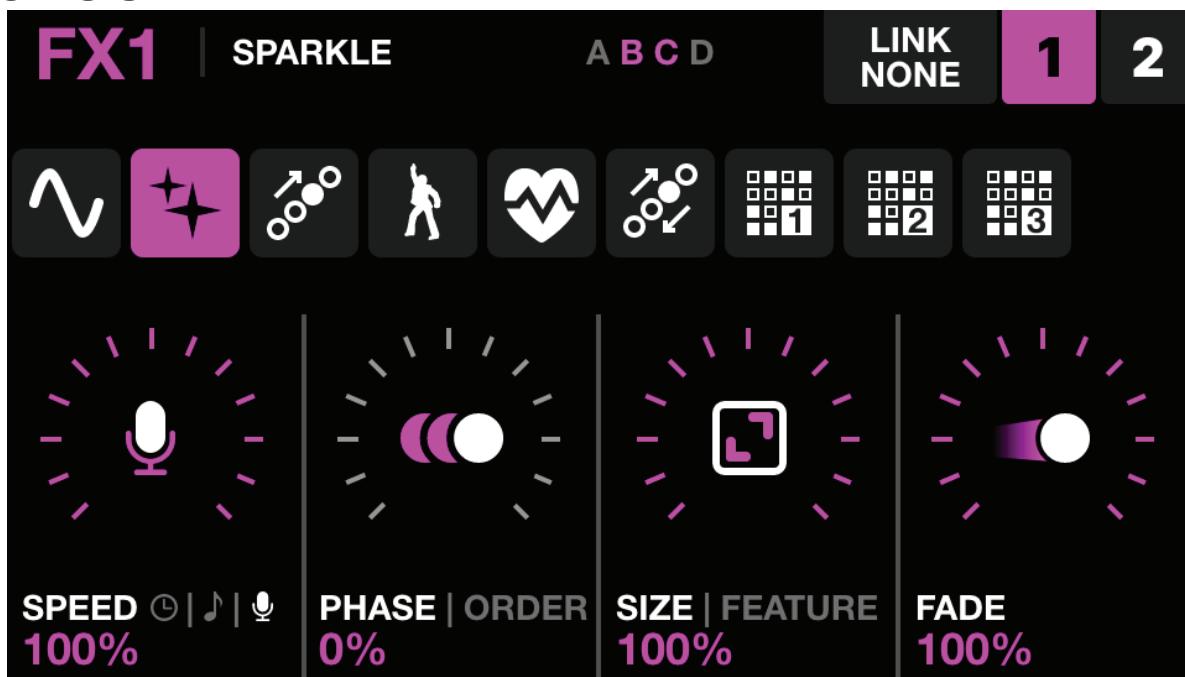 FX1 | SPARKLE A B C D LINK NONE 1 2
1 2 3
SPEED | | PHASE | ORDER SIZE | FEATURE FADE
100% 0% 100% 100%